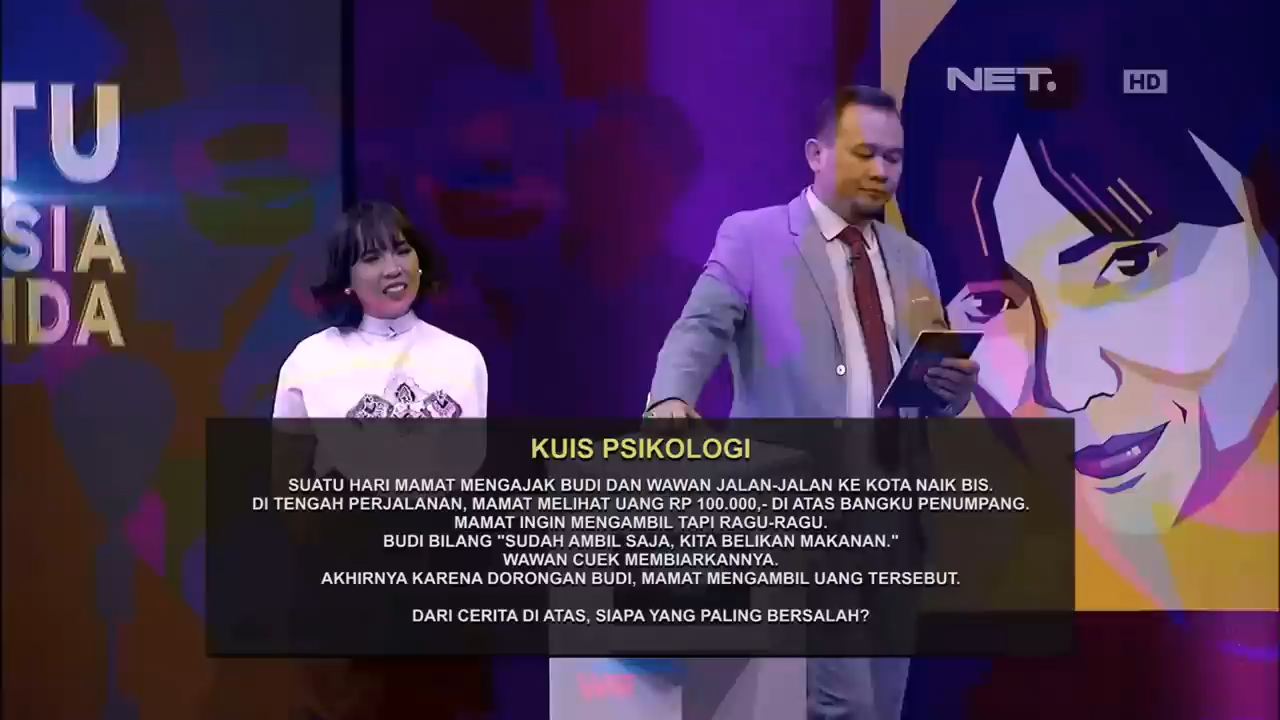 NET.
HD
TU
SIA
NDA
KUIS PSIKOLOGI
SUATU HARI MAMAT MENGAJAK BUDI DAN WAWAN JALAN-JALAN KE KOTA NAIK BIS.
DI TENGAH PERJALANAN, MAMAT MELIHAT UANG RP 100.000,- DI ATAS BANGKU PENUMPANG.
MAMAT INGIN MENGAMBIL TAPI RAGU-RAGU.
BUDI BILANG "SUDAH AMBIL SAJA, KITA BELIKAN MAKANAN."
WAWAN CUEK MEMBIARKANNYA.
AKHIRNYA KARENA DORONGAN BUDI, MAMAT MENGAMBIL UANG TERSEBUT.
DARI CERITA DI ATAS, SIAPA YANG PALING BERSALAH?